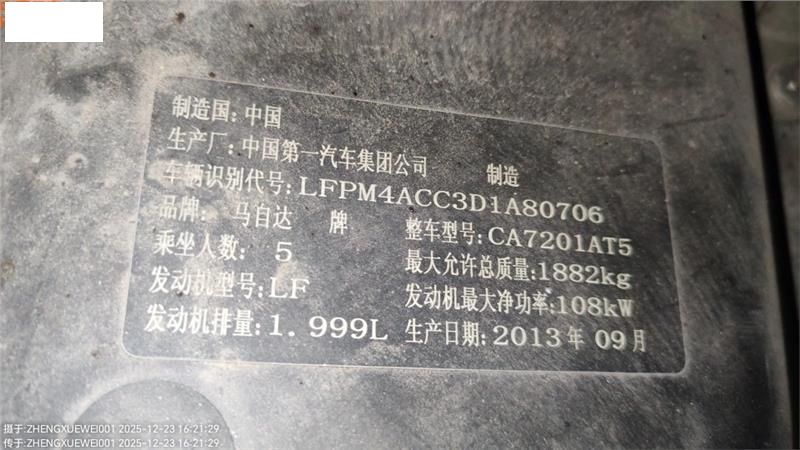 制造国：中国
生产厂：中国第一汽车集团公司 制造
车辆识别代号：LFPM4ACC3D1A80706
品牌： 马自达 牌 整车型号：CA7201AT5
乘坐人数： 5 最大允许总质量：1882kg
发动机型号：LF 发动机最大净功率：108kW
发动机排量：1.999L 生产日期：2013年 09月
摄于：ZHENGXUEWEI001 2025-12-23 16:21:29
传于：ZHENGXUEWEI001 2025-12-23 16:21:29